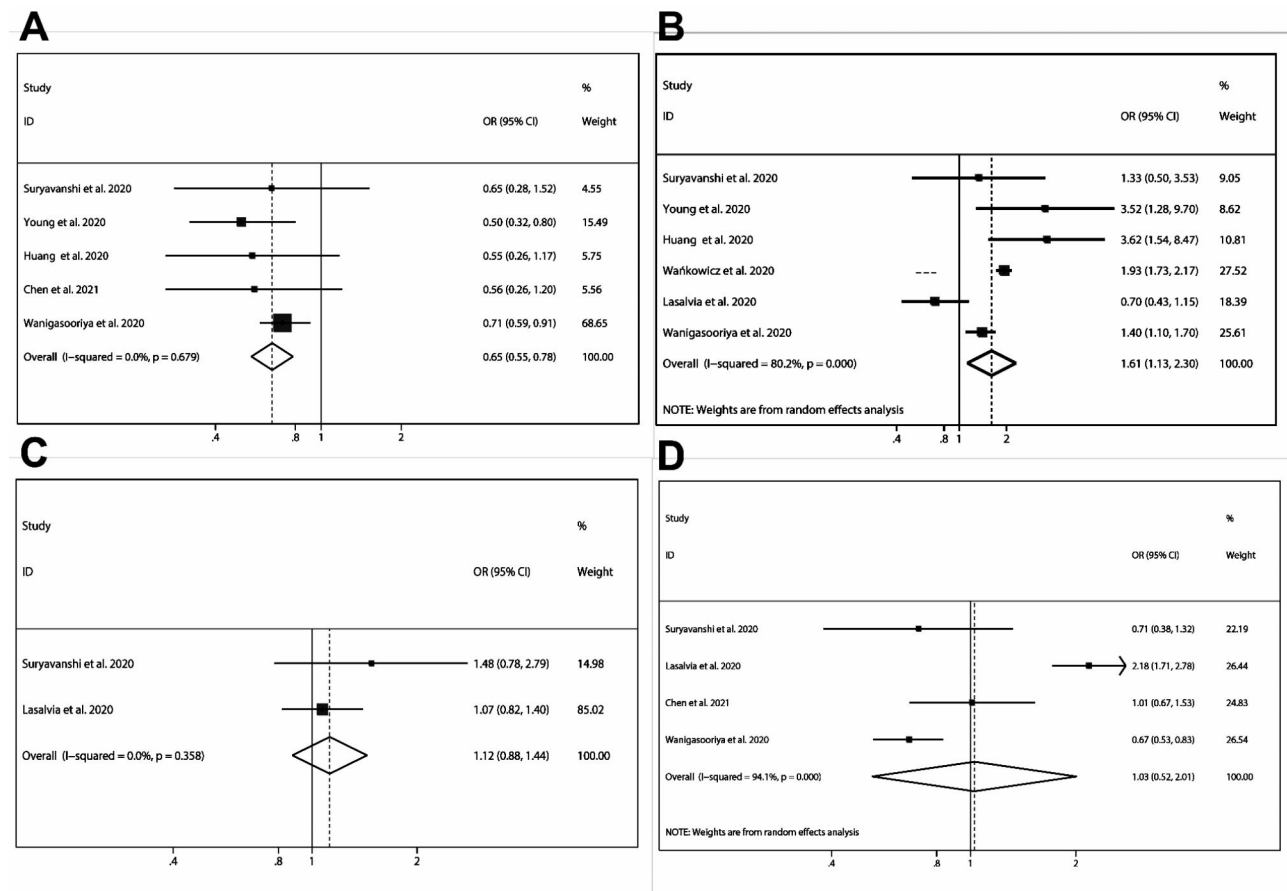 A
Study %
ID OR (95% CI) Weight
Suryavanshi et al. 2020 0.65 (0.28, 1.52) 4.55
Young et al. 2020 0.50 (0.32, 0.80) 15.49
Huang et al. 2020 0.55 (0.26, 1.17) 5.75
Chen et al. 2021 0.56 (0.26, 1.20) 5.56
Wanigasooriya et al. 2020 0.71 (0.59, 0.91) 68.65
Overall (I-squared = 0.0%, p = 0.679) 0.65 (0.55, 0.78) 100.00
.4 .8 1 2
B
Study %
ID OR (95% CI) Weight
Suryavanshi et al. 2020 1.33 (0.50, 3.53) 9.05
Young et al. 2020 3.52 (1.28, 9.70) 8.62
Huang et al. 2020 3.62 (1.54, 8.47) 10.81
Wańkowicz et al. 2020 1.93 (1.73, 2.17) 27.52
Lasalvia et al. 2020 0.70 (0.43, 1.15) 18.39
Wanigasooriya et al. 2020 1.40 (1.10, 1.70) 25.61
Overall (I-squared = 80.2%, p = 0.000) 1.61 (1.13, 2.30) 100.00
NOTE: Weights are from random effects analysis
.4 .8 1 2
C
Study %
ID OR (95% CI) Weight
Suryavanshi et al. 2020 1.48 (0.78, 2.79) 14.98
Lasalvia et al. 2020 1.07 (0.82, 1.40) 85.02
Overall (I-squared = 0.0%, p = 0.358) 1.12 (0.88, 1.44) 100.00
.4 .8 1 2
D
Study %
ID OR (95% CI) Weight
Suryavanshi et al. 2020 0.71 (0.38, 1.32) 22.19
Lasalvia et al. 2020 2.18 (1.71, 2.78) 26.44
Chen et al. 2021 1.01 (0.67, 1.53) 24.83
Wanigasooriya et al. 2020 0.67 (0.53, 0.83) 26.54
Overall (I-squared = 94.1%, p = 0.000) 1.03 (0.52, 2.01) 100.00
NOTE: Weights are from random effects analysis
.4 .8 1 2